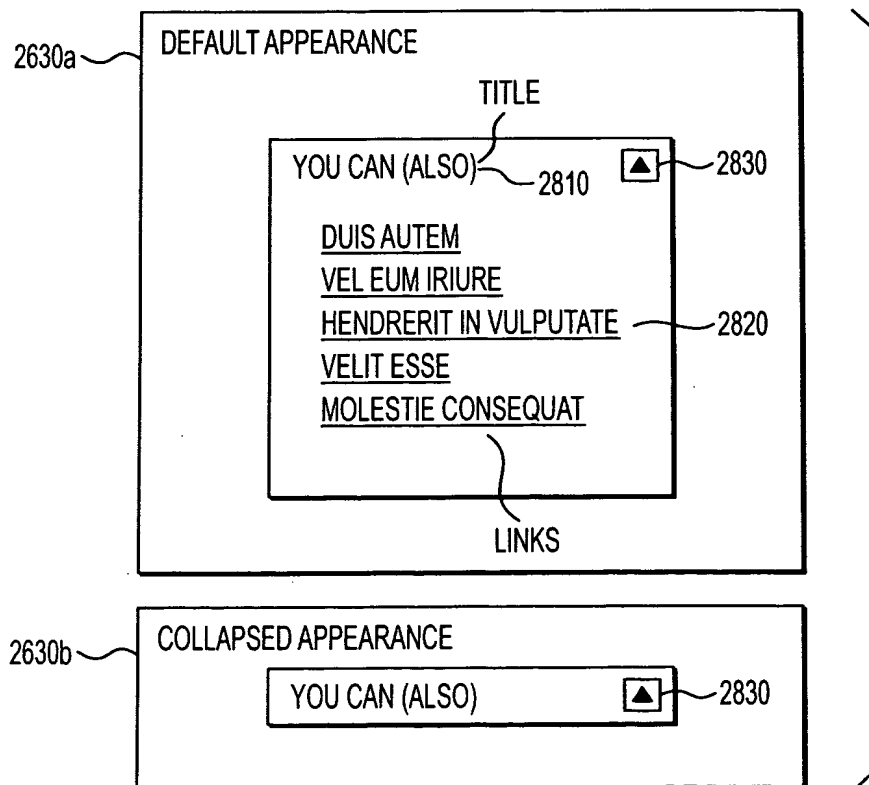 2630a
DEFAULT APPEARANCE
TITLE
YOU CAN (ALSO)
2810
2830
DUIS AUTEM
VEL EUM IRIURE
HENDRERIT IN VULPUTATE
2820
VELIT ESSE
MOLESTIE CONSEQUAT
LINKS
2630b
COLLAPSED APPEARANCE
YOU CAN (ALSO)
2830